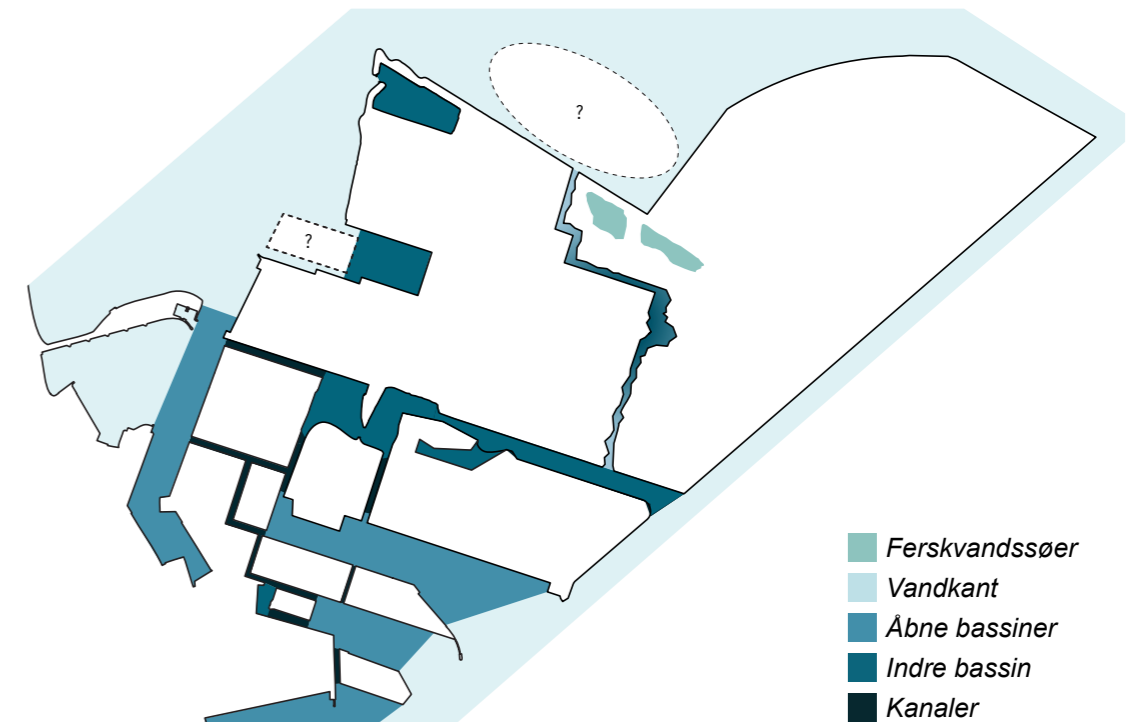 ?
?
Ferskvandssøer
Vandkant
Åbne bassiner
Indre bassin
Kanaler